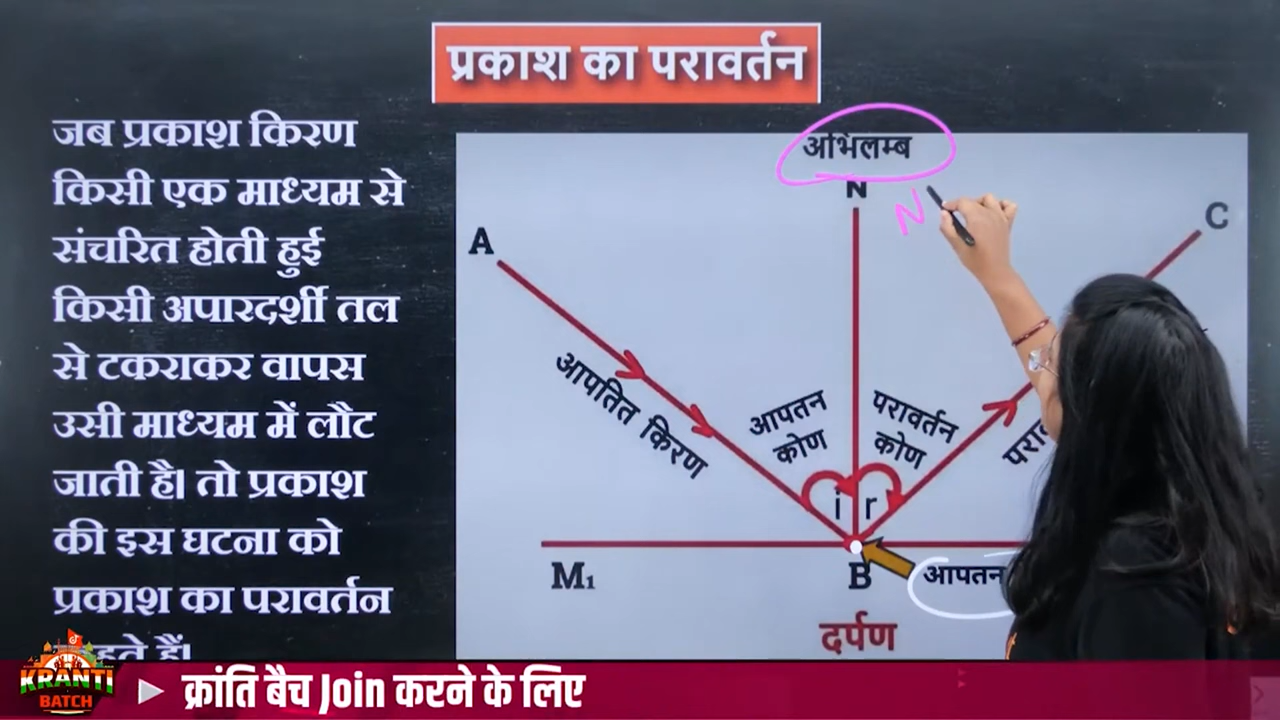 प्रकाश का परावर्तन
जब प्रकाश किरण
किसी एक माध्यम से
संचरित होती हुई
किसी अपारदर्शी तल
से टकराकर वापस
उसी माध्यम में लौट
जाती है। तो प्रकाश
की इस घटना को
प्रकाश का परावर्तन
अभिलम्ब
N
N
A
C
आपतित किरण
आपतन
कोण
परावर्तन
कोण
i
r
M₁
B
आपतन
दर्पण
KRANTI
BATCH
क्रांति बैच Join करने के लिए